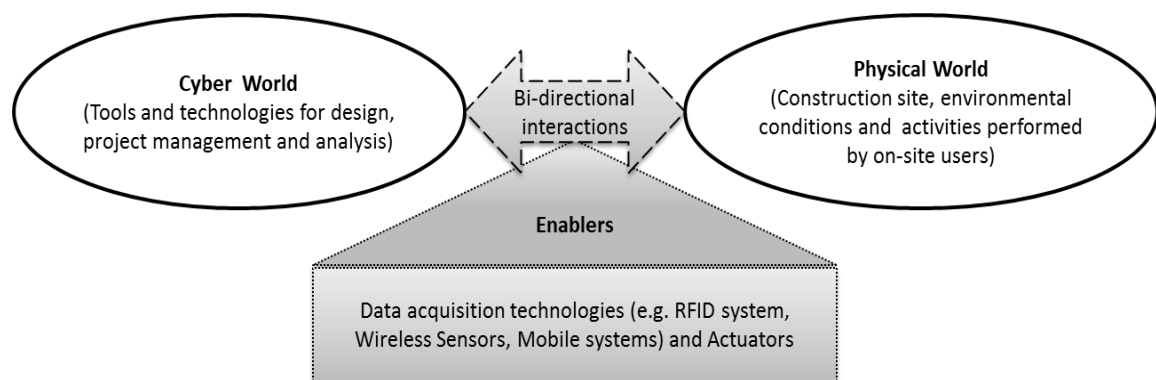 Cyber World
(Tools and technologies for design,
project management and analysis)
Bi-directional
interactions
Physical World
(Construction site, environmental
conditions and activities performed
by on-site users)
Enablers
Data acquisition technologies (e.g. RFID system,
Wireless Sensors, Mobile systems) and Actuators